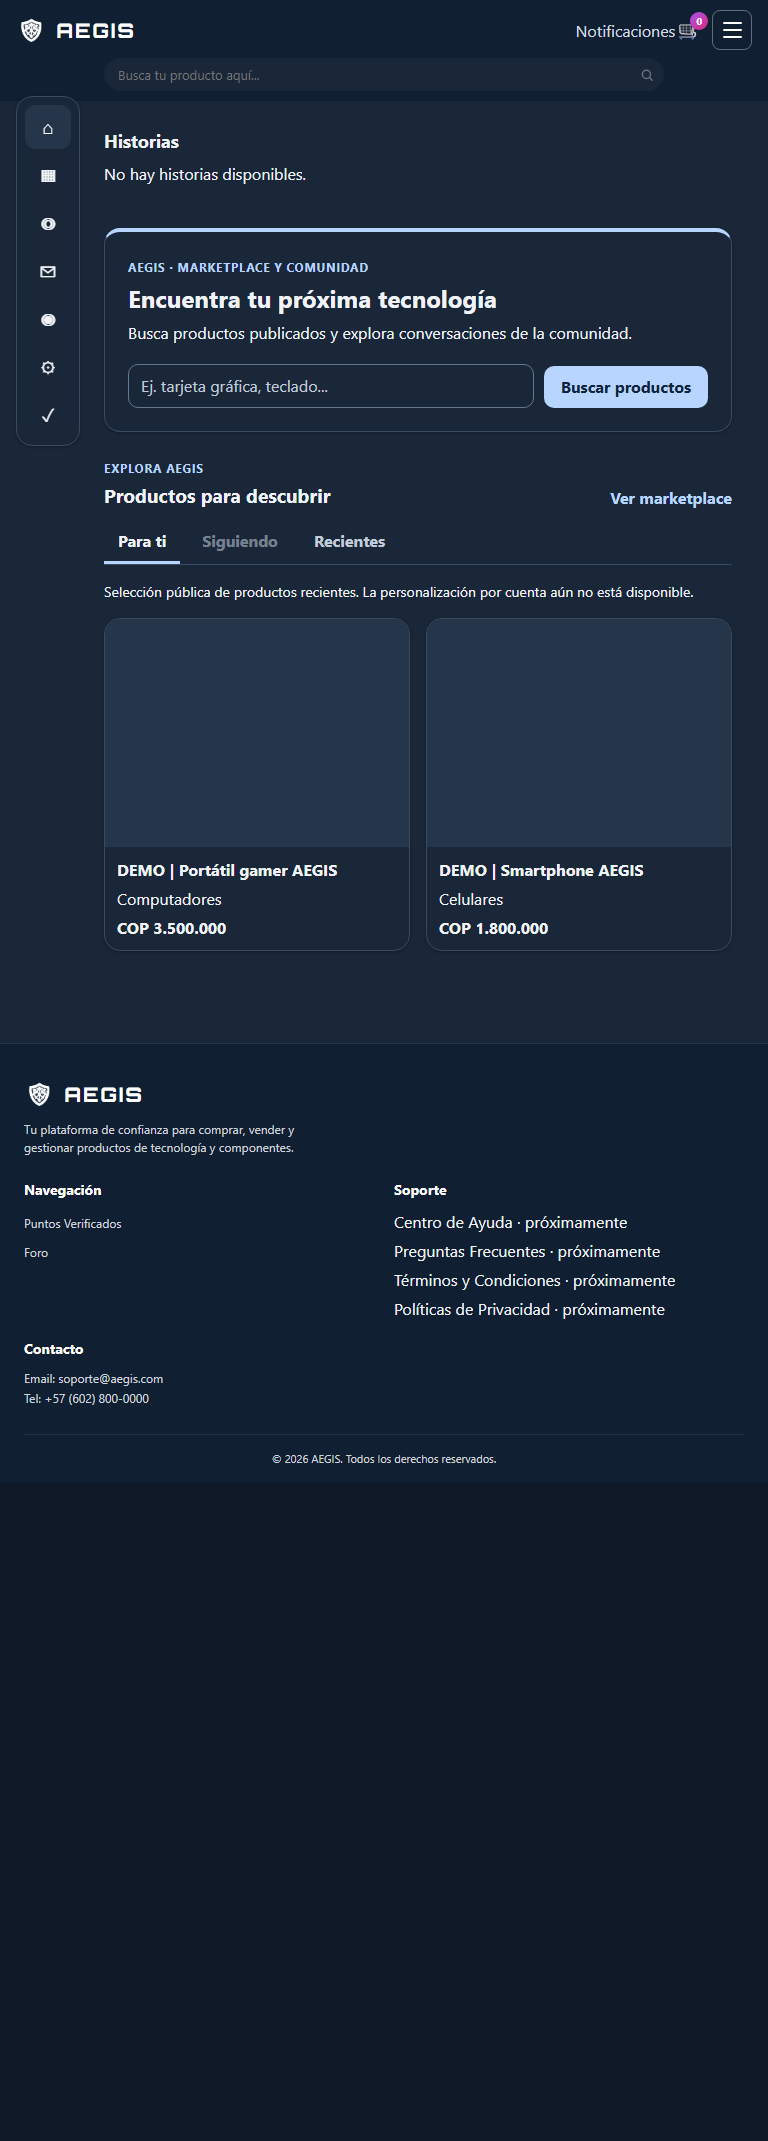 AEGIS
Notificaciones
0
Busca tu producto aquí...
Historias
No hay historias disponibles.
AEGIS · MARKETPLACE Y COMUNIDAD
Encuentra tu próxima tecnología
Busca productos publicados y explora conversaciones de la comunidad.
Ej. tarjeta gráfica, teclado...
Buscar productos
EXPLORA AEGIS
Productos para descubrir
Ver marketplace
Para ti
Siguiendo
Recientes
Selección pública de productos recientes. La personalización por cuenta aún no está disponible.
DEMO | Portátil gamer AEGIS
Computadores
COP 3.500.000
DEMO | Smartphone AEGIS
Celulares
COP 1.800.000
AEGIS
Tu plataforma de confianza para comprar, vender y
gestionar productos de tecnología y componentes.
Navegación
Puntos Verificados
Foro
Soporte
Centro de Ayuda · próximamente
Preguntas Frecuentes · próximamente
Términos y Condiciones · próximamente
Políticas de Privacidad · próximamente
Contacto
Email: soporte@aegis.com
Tel: +57 (602) 800-0000
© 2026 AEGIS. Todos los derechos reservados.